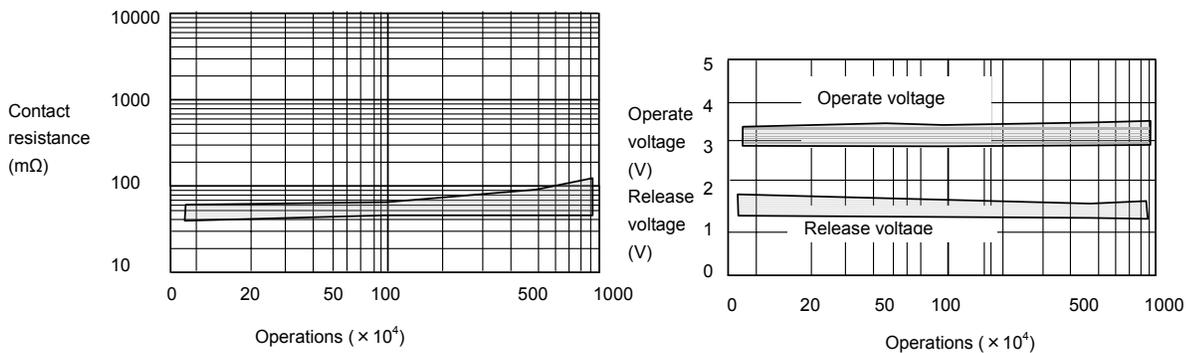 10000
1000
100
10
Contact
resistance
(mΩ)
0 20 50 100 500 1000
Operations (×10⁴)
5
4
3
2
1
0
Operate
voltage
(V)
Release
voltage
(V)
Operate voltage
Release voltage
0 20 50 100 500 1000
Operations (×10⁴)